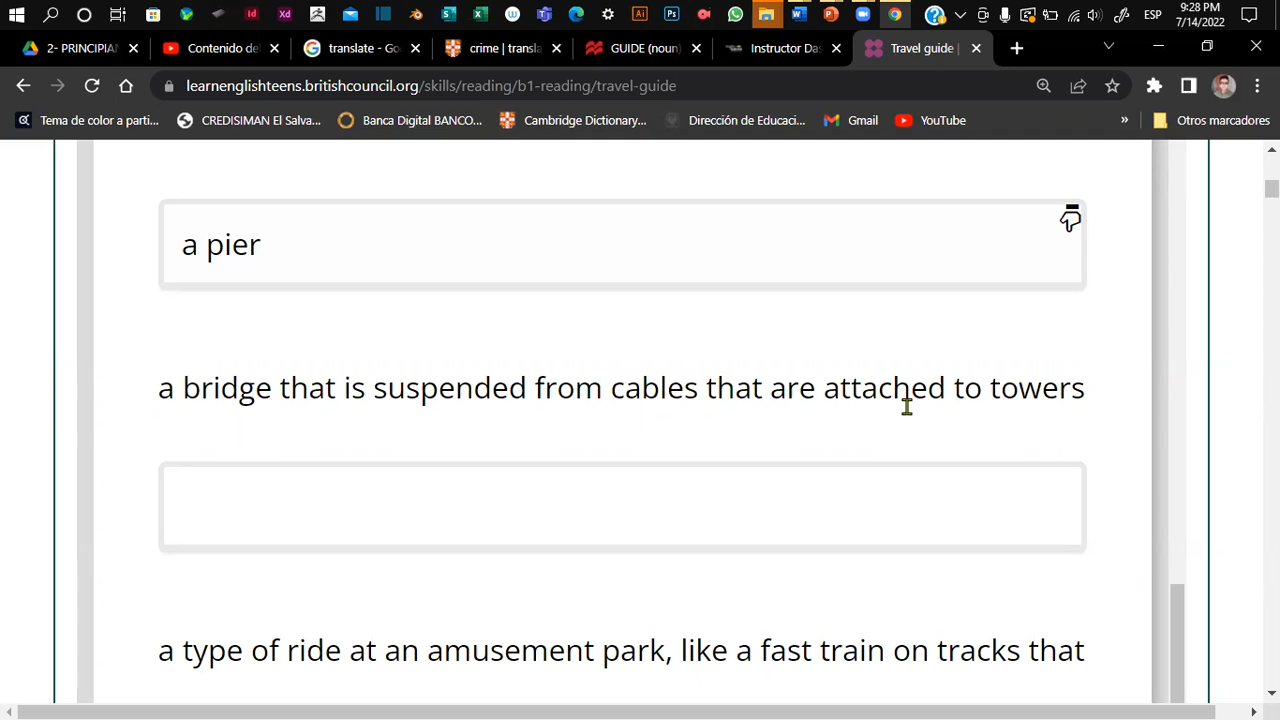 ESP
9:28 PM
7/14/2022
2- PRINCIPIAN
Contenido de
translate - Go
crime | transla
GUIDE (noun)
Instructor Das
Travel guide |
learnenglishteens.britishcouncil.org/skills/reading/b1-reading/travel-guide
Tema de color a parti...
CREDISIMAN El Salva...
Banca Digital BANCO...
Cambridge Dictionary...
Dirección de Educaci...
Gmail
YouTube
»
Otros marcadores
a pier
a bridge that is suspended from cables that are attached to towers
a type of ride at an amusement park, like a fast train on tracks that